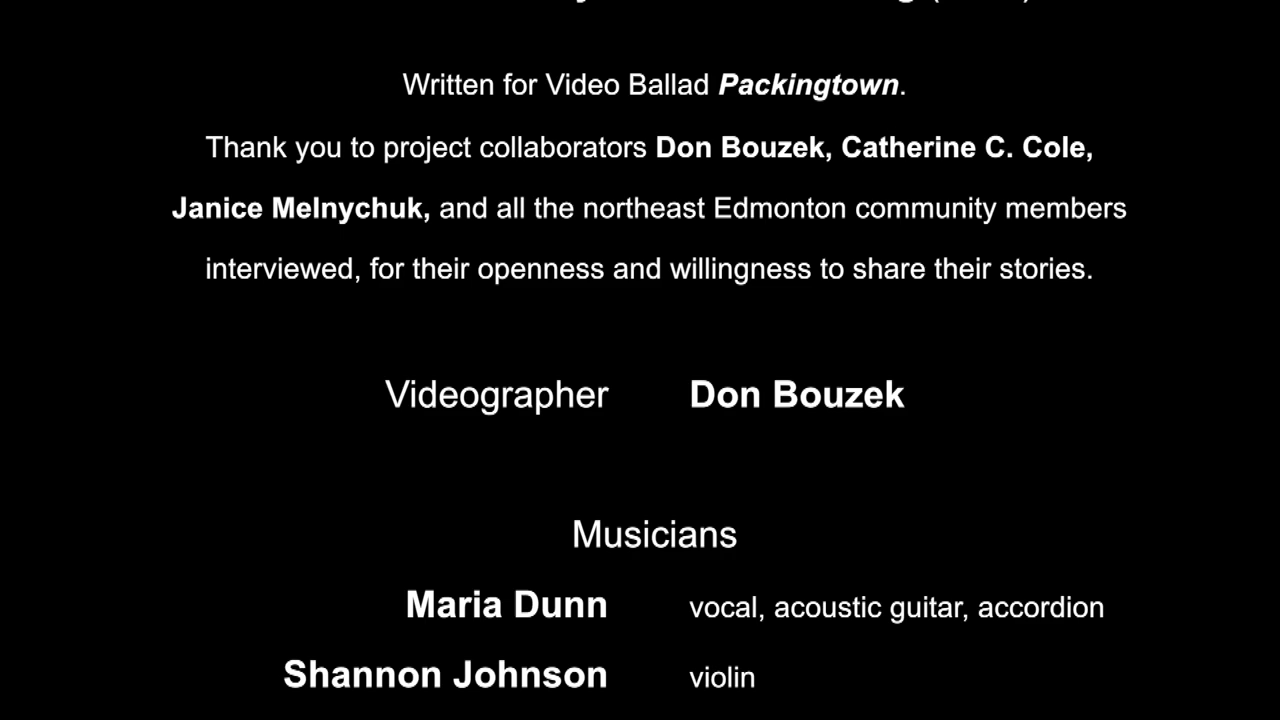 Written for Video Ballad Packingtown.
Thank you to project collaborators Don Bouzek, Catherine C. Cole,
Janice Melnychuk, and all the northeast Edmonton community members
interviewed, for their openness and willingness to share their stories.
Videographer Don Bouzek
Musicians
Maria Dunn vocal, acoustic guitar, accordion
Shannon Johnson violin